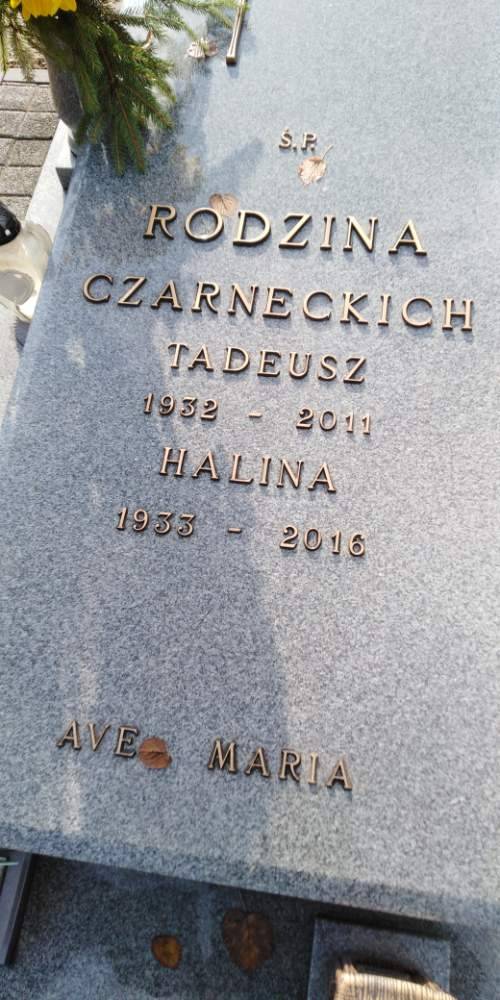 Ś.P.
RODZINA
CZARNECKICH
TADEUSZ
1932 - 2011
HALINA
1933 - 2016
AVE MARIA